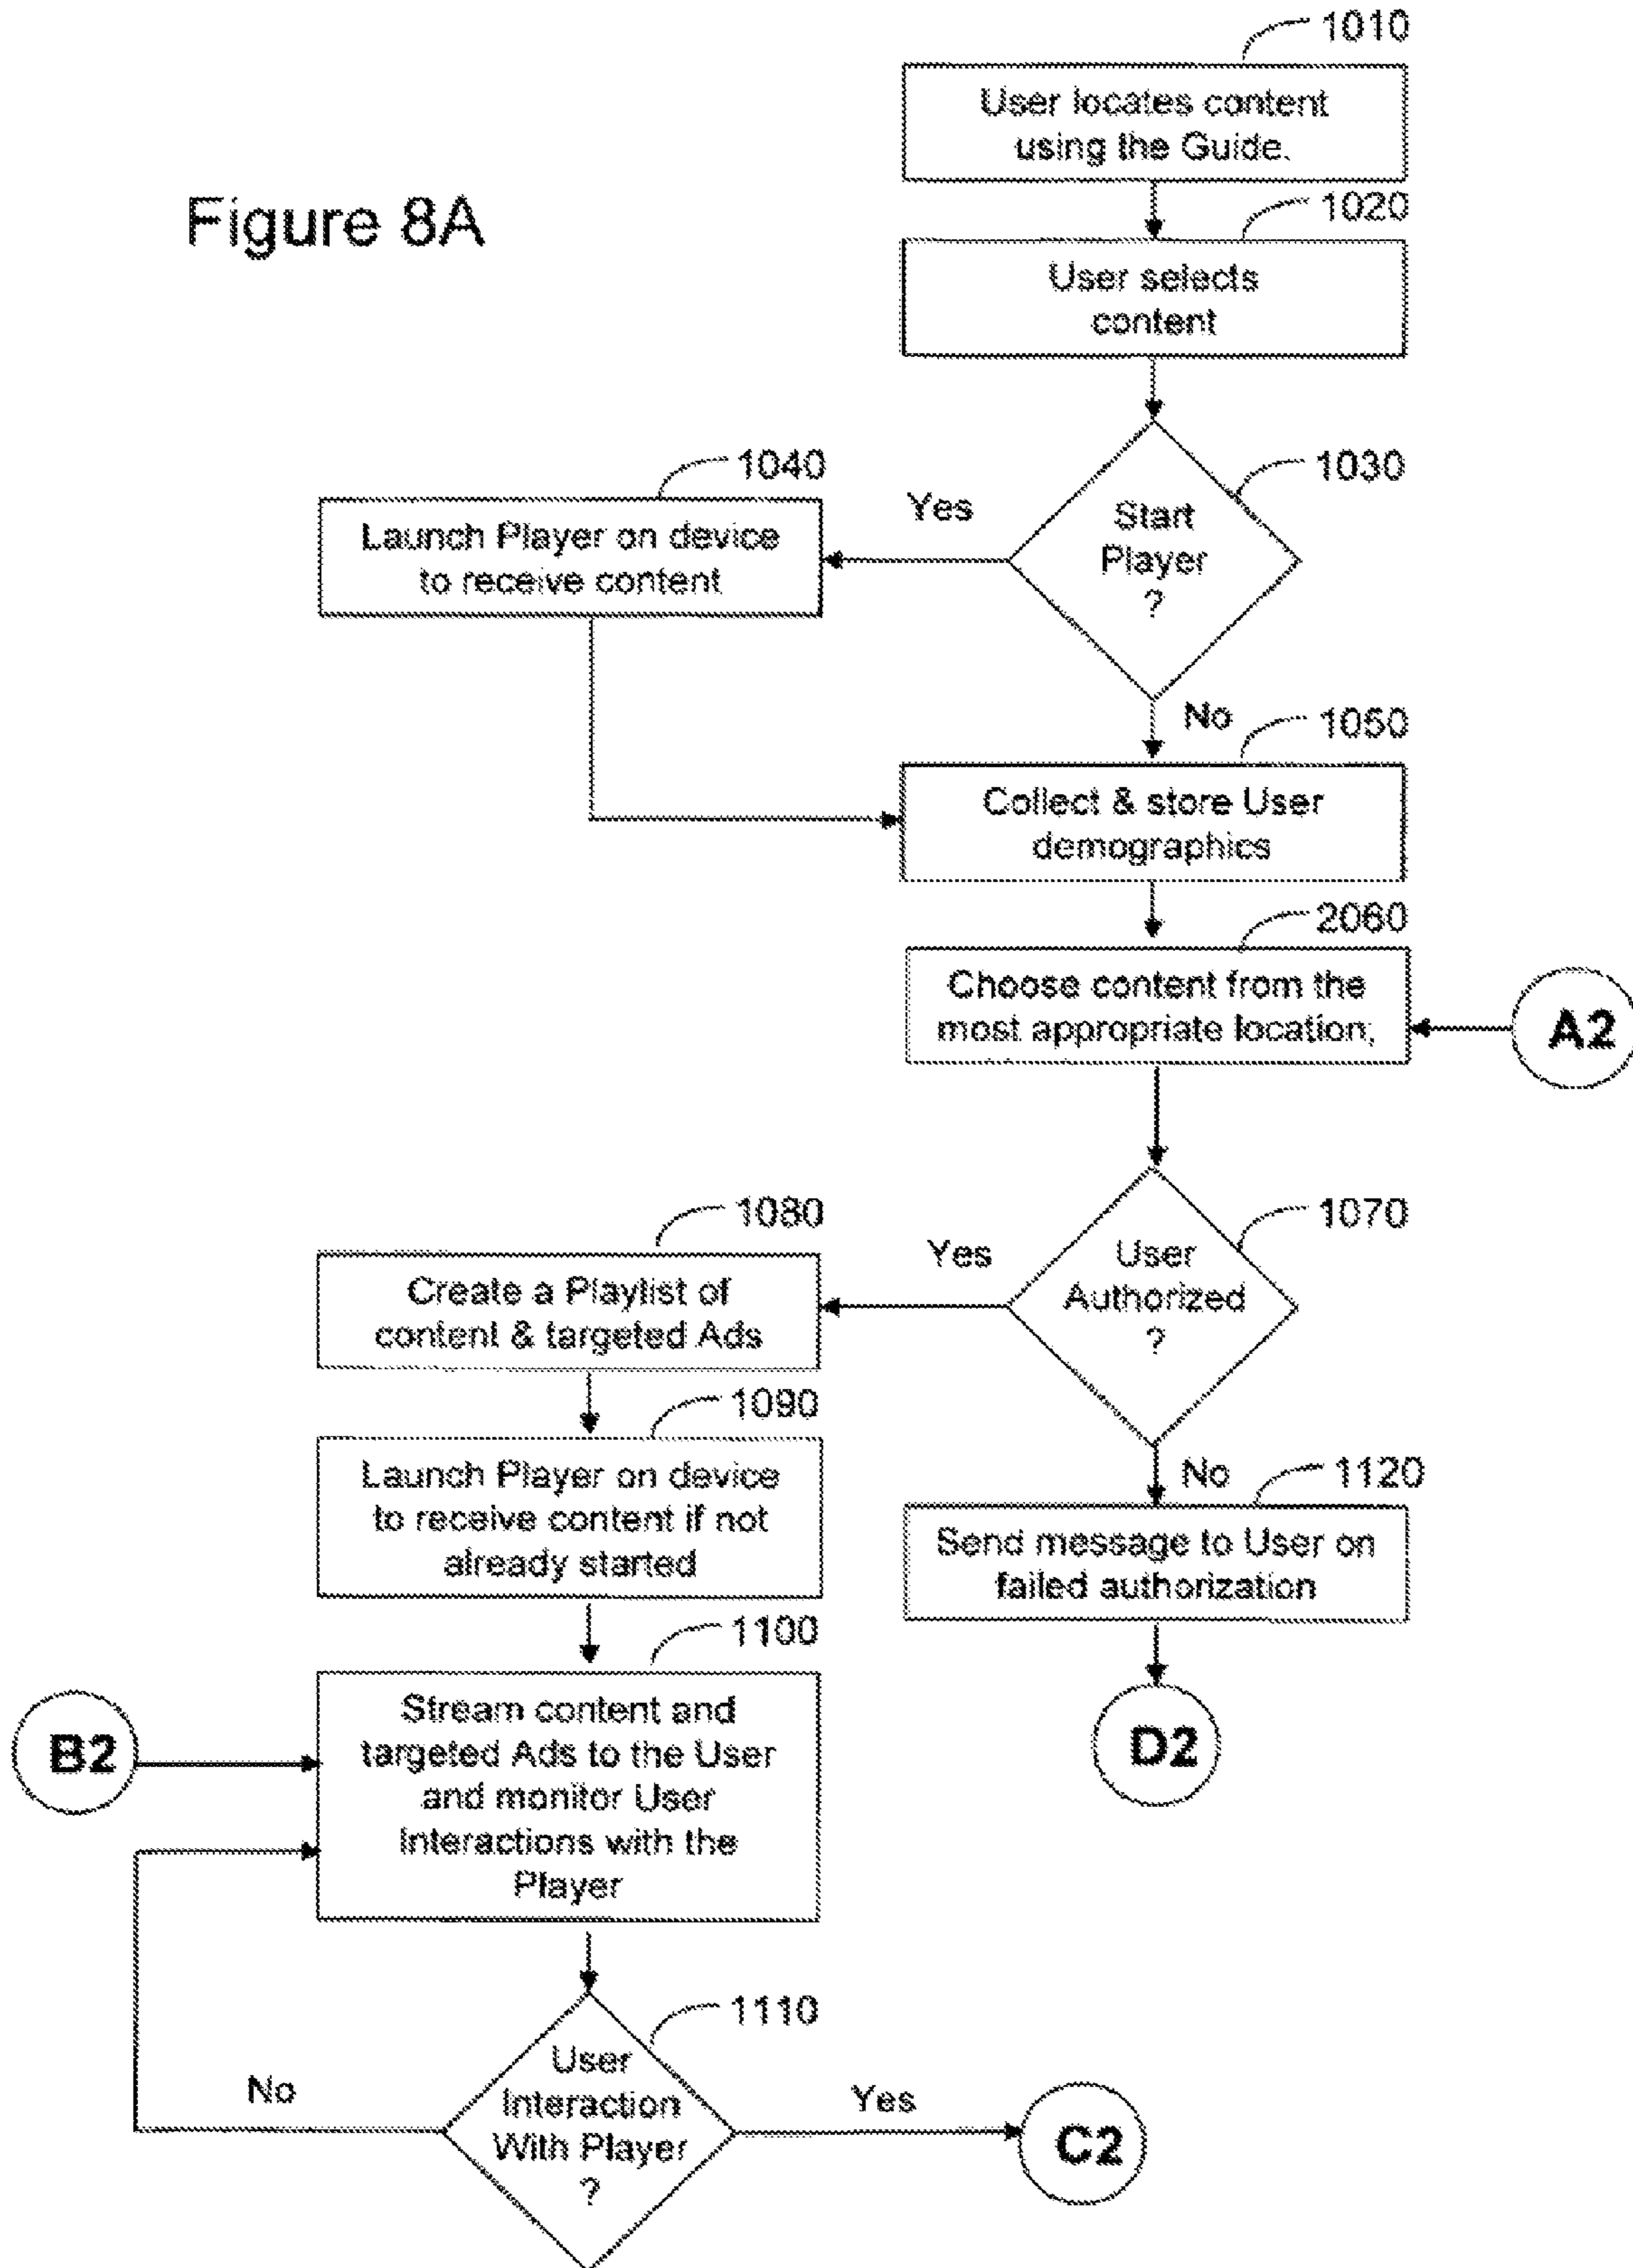 Figure 8A
1010
User locates content
using the Guide.
1020
User selects
content
1030
Start
Player
?
Yes
1040
Launch Player on device
to receive content
No
1050
Collect & store User
demographics
2060
Choose content from the
most appropriate location;
A2
1070
User
Authorized
?
Yes
1080
Create a Playlist of
content & targeted Ads
1090
Launch Player on device
to receive content if not
already started
No
1120
Send message to User on
failed authorization
D2
1100
Stream content and
targeted Ads to the User
and monitor User
Interactions with the
Player
B2
1110
User
Interaction
With Player
?
No
Yes
C2